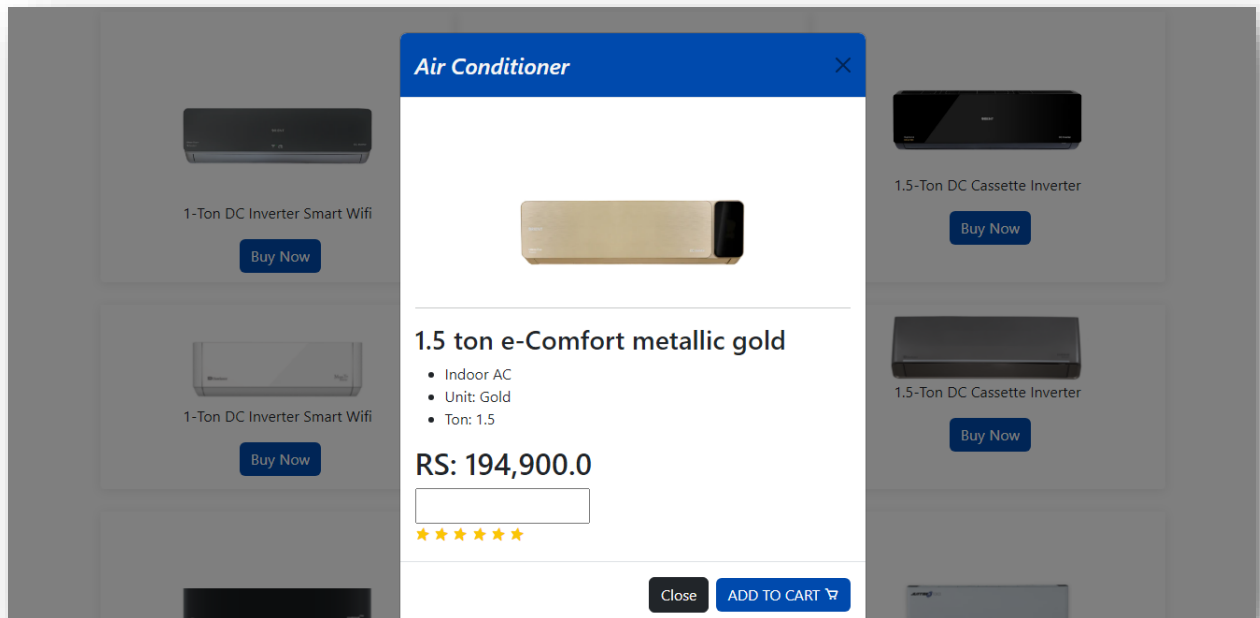 Air Conditioner
1-Ton DC Inverter Smart Wifi
Buy Now
1.5-Ton DC Cassette Inverter
Buy Now
1.5 ton e-Comfort metallic gold
Indoor AC
Unit: Gold
Ton: 1.5
RS: 194,900.0
1-Ton DC Inverter Smart Wifi
Buy Now
1.5-Ton DC Cassette Inverter
Buy Now
Close
ADD TO CART